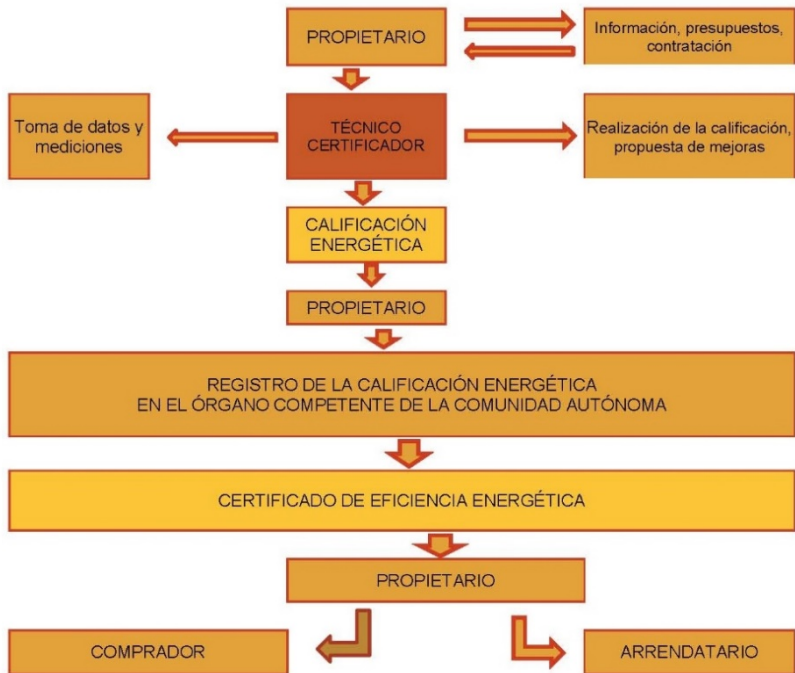 PROPIETARIO
Información, presupuestos,
contratación
Toma de datos y
mediciones
TÉCNICO
CERTIFICADOR
Realización de la calificación,
propuesta de mejoras
CALIFICACIÓN
ENERGÉTICA
PROPIETARIO
REGISTRO DE LA CALIFICACIÓN ENERGÉTICA
EN EL ÓRGANO COMPETENTE DE LA COMUNIDAD AUTÓNOMA
CERTIFICADO DE EFICIENCIA ENERGÉTICA
PROPIETARIO
COMPRADOR
ARRENDATARIO